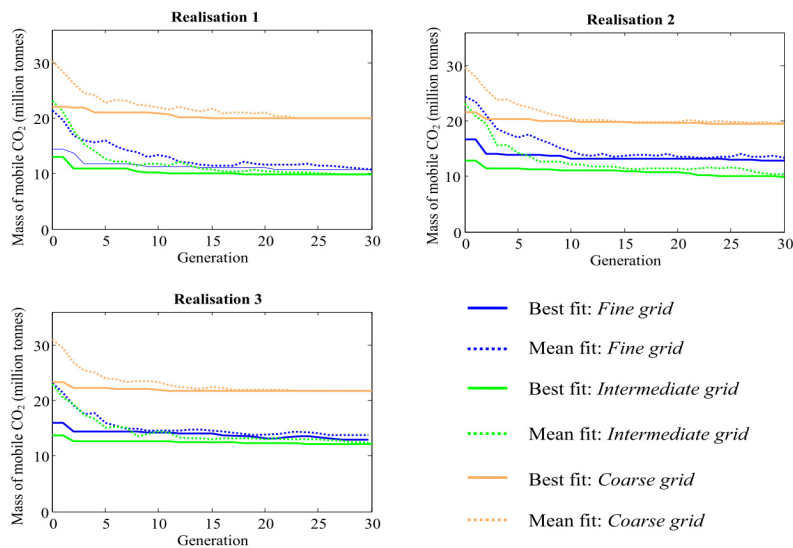 Realisation 1
Mass of mobile CO2 (million tonnes)
30
20
10
0
0 5 10 15 20 25 30
Generation
Realisation 2
Mass of mobile CO2 (million tonnes)
30
20
10
0
0 5 10 15 20 25 30
Generation
Realisation 3
Mass of mobile CO2 (million tonnes)
30
20
10
0
0 5 10 15 20 25 30
Generation
Best fit: Fine grid
Mean fit: Fine grid
Best fit: Intermediate grid
Mean fit: Intermediate grid
Best fit: Coarse grid
Mean fit: Coarse grid